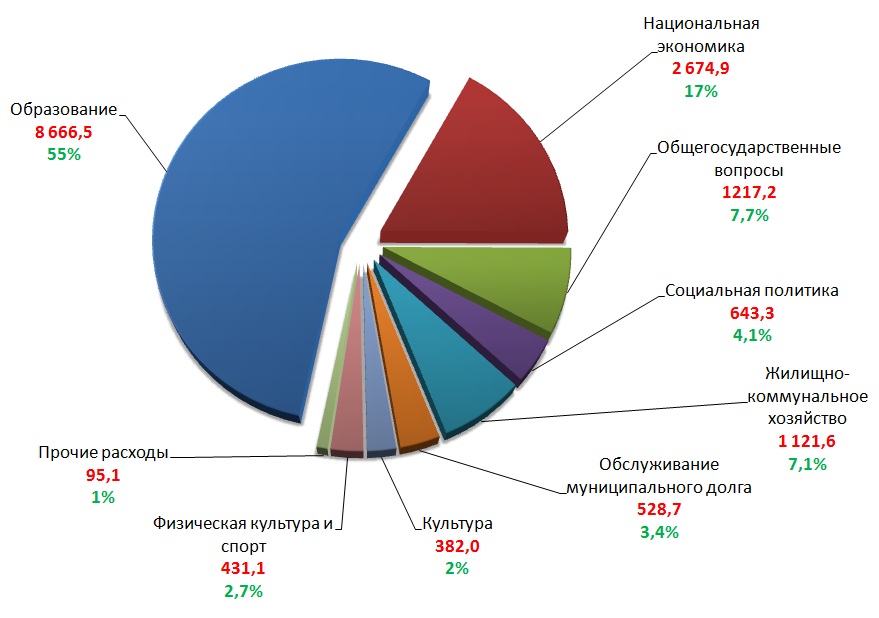 Национальная
экономика
2 674,9
17%
Образование
8 666,5
55%
Общегосударственные
вопросы
1217,2
7,7%
Социальная политика
643,3
4,1%
Жилищно-
коммунальное
хозяйство
1 121,6
7,1%
Обслуживание
муниципального долга
528,7
3,4%
Прочие расходы
95,1
1%
Физическая культура и
спорт
431,1
2,7%
Культура
382,0
2%